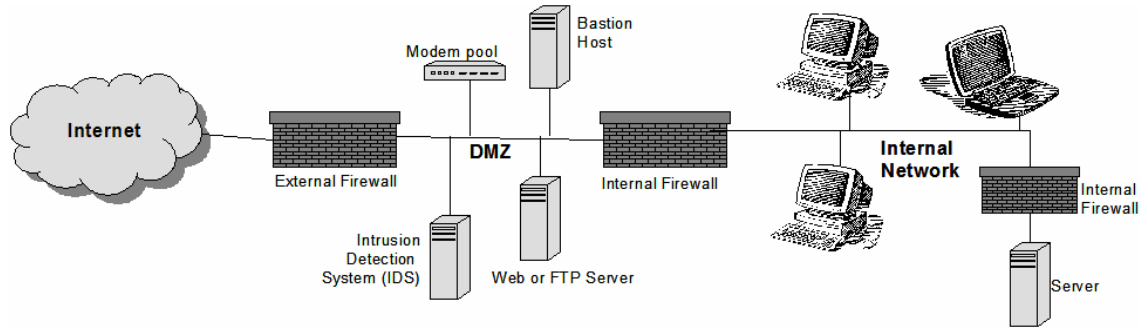 Bastion
Host
Modem pool
Internet
DMZ
External Firewall
Internal Firewall
Internal
Network
Internal
Firewall
Intrusion
Detection
System (IDS)
Web or FTP Server
Server